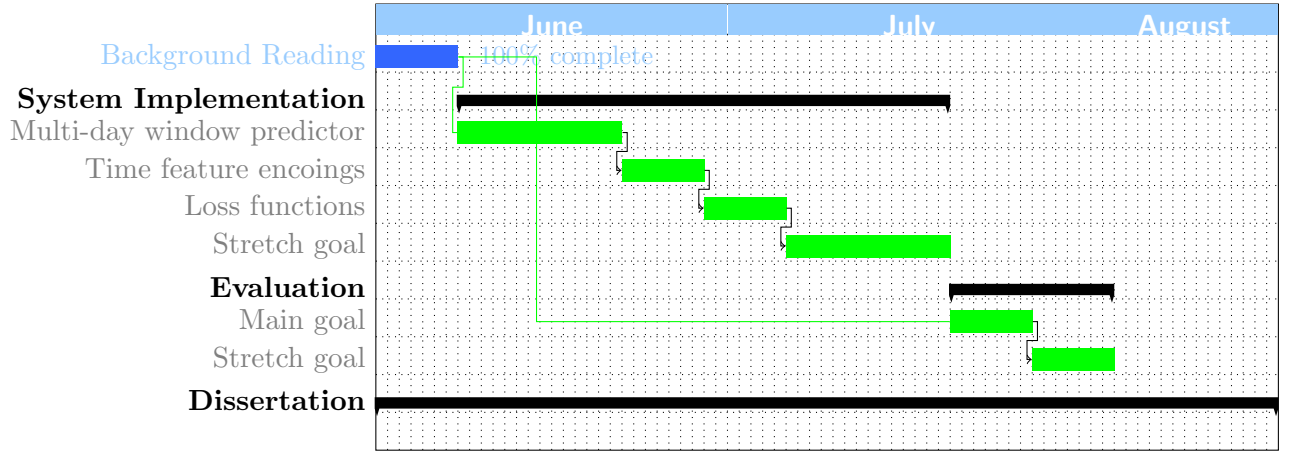 June July August
Background Reading 100% complete
System Implementation
Multi-day window predictor
Time feature encoings
Loss functions
Stretch goal
Evaluation
Main goal
Stretch goal
Dissertation